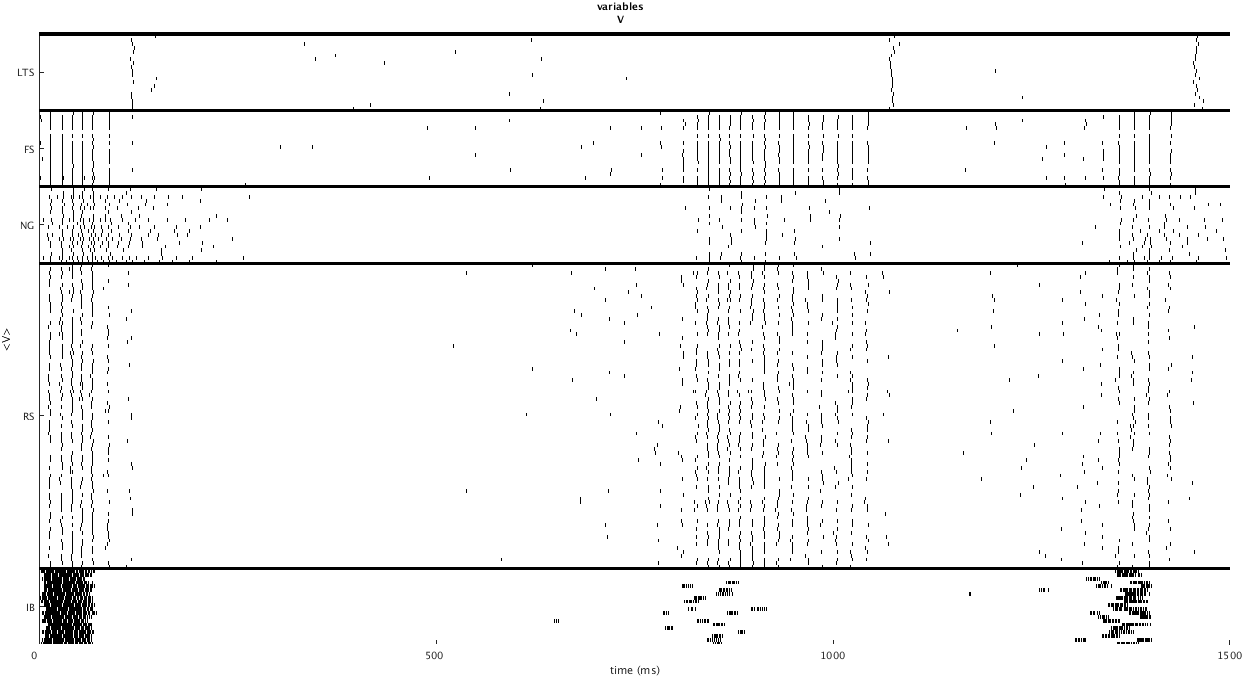 variables
V
LTS
FS
NG
RS
IB
<V>
0
500
1000
1500
time (ms)